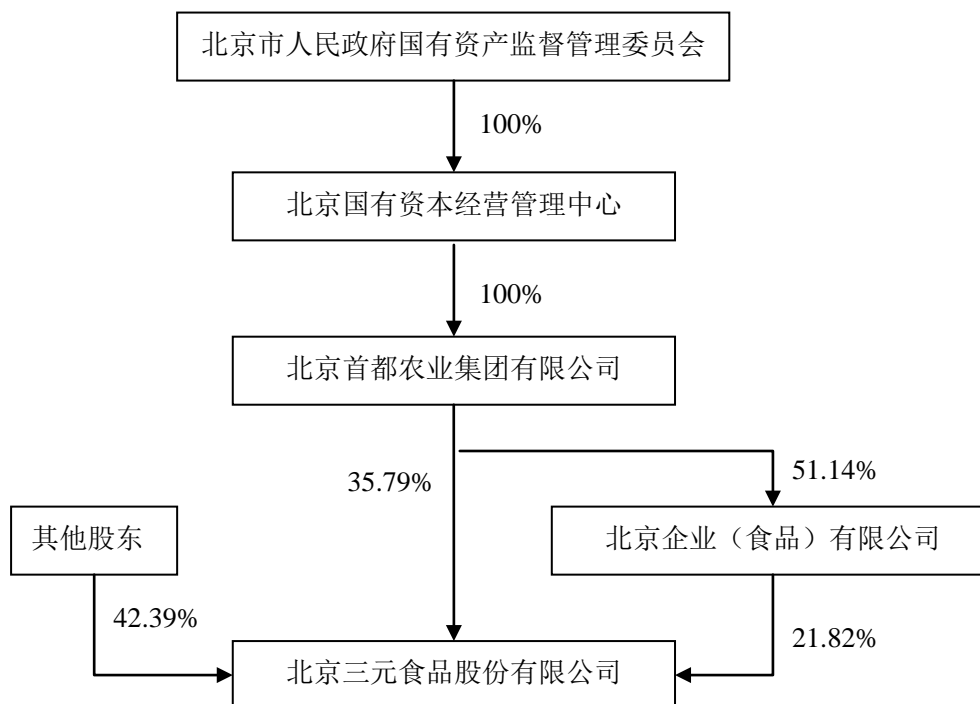 北京市人民政府国有资产监督管理委员会
100%
北京国有资本经营管理中心
100%
北京首都农业集团有限公司
35.79%
51.14%
其他股东
北京企业（食品）有限公司
42.39%
21.82%
北京三元食品股份有限公司